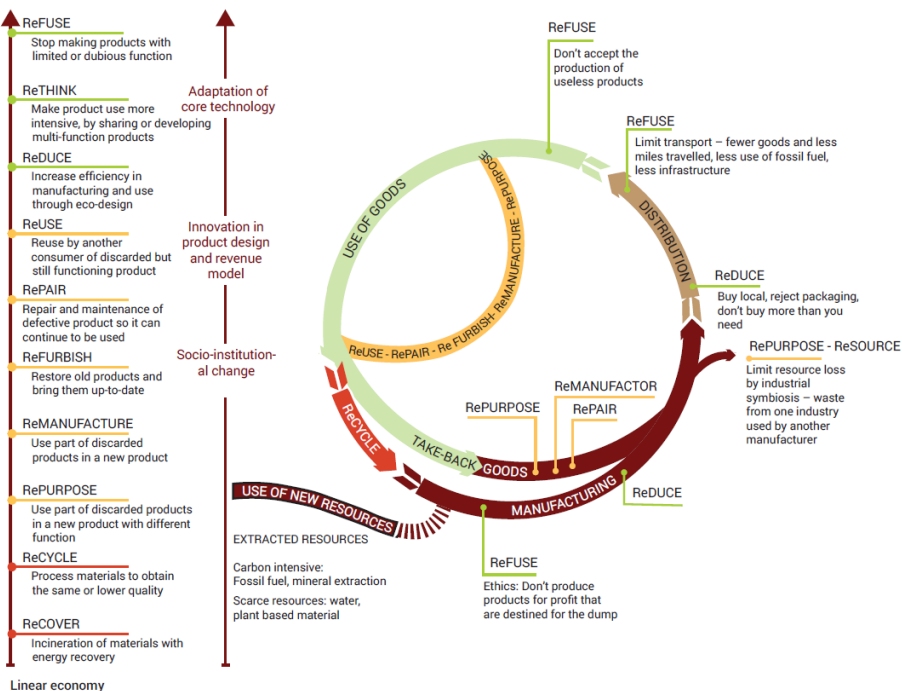 ReFUSE
Stop making products with
limited or dubious function
ReTHINK
Make product use more
intensive, by sharing or developing
multi-function products
ReDUCE
Increase efficiency in
manufacturing and use
through eco-design
ReUSE
Reuse by another
consumer of discarded but
still functioning product
RePAIR
Repair and maintenance of
defective product so it can
continue to be used
ReFURBISH
Restore old products and
bring them up-to-date
ReMANUFACTURE
Use part of discarded
products in a new product
RePURPOSE
Use part of discarded products
in a new product with different
function
ReCYCLE
Process materials to obtain
the same or lower quality
ReCOVER
Incineration of materials with
energy recovery
Linear economy
Adaptation of
core technology
Innovation in
product design
and revenue
model
Socio-institution-
al change
ReFUSE
Don't accept the
production of
useless products
ReFUSE
Limit transport – fewer goods and less
miles travelled, less use of fossil fuel,
less infrastructure
USE OF GOODS
DISTRIBUTION
ReDUCE
Buy local, reject packaging,
don't buy more than you
need
ReUSE - RePAIR - Re FURBISH- ReMANUFACTURE - RePURPOSE
RePURPOSE - ReSOURCE
Limit resource loss
by industrial
symbiosis – waste
from one industry
used by another
manufacturer
ReMANUFACTOR
RePURPOSE
RePAIR
ReCYCLE
TAKE-BACK GOODS
MANUFACTURING
ReDUCE
USE OF NEW RESOURCES
EXTRACTED RESOURCES
Carbon intensive:
Fossil fuel, mineral extraction
Scarce resources: water,
plant based material
ReFUSE
Ethics: Don't produce
products for profit that
are destined for the dump